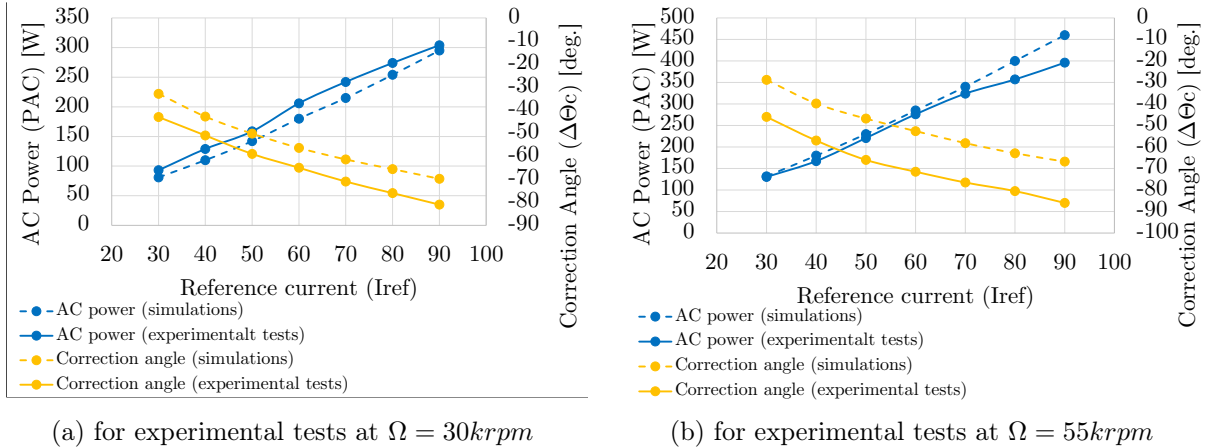 350
300
250
200
150
100
50
0
AC Power (PAC) [W]
0
-10
-20
-30
-40
-50
-60
-70
-80
-90
Correction Angle (ΔΘc) [deg.]
20 30 40 50 60 70 80 90 100
Reference current (Iref)
AC power (simulations)
AC power (experimentalt tests)
Correction angle (simulations)
Correction angle (experimental tests)
(a) for experimental tests at Ω = 30krpm
500
450
400
350
300
250
200
150
100
50
0
AC Power (PAC) [W]
0
-10
-20
-30
-40
-50
-60
-70
-80
-90
-100
Correction Angle (ΔΘc) [deg.]
20 30 40 50 60 70 80 90 100
Reference current (Iref)
AC power (simulations)
AC power (experimentalt tests)
Correction angle (simulations)
Correction angle (experimental tests)
(b) for experimental tests at Ω = 55krpm